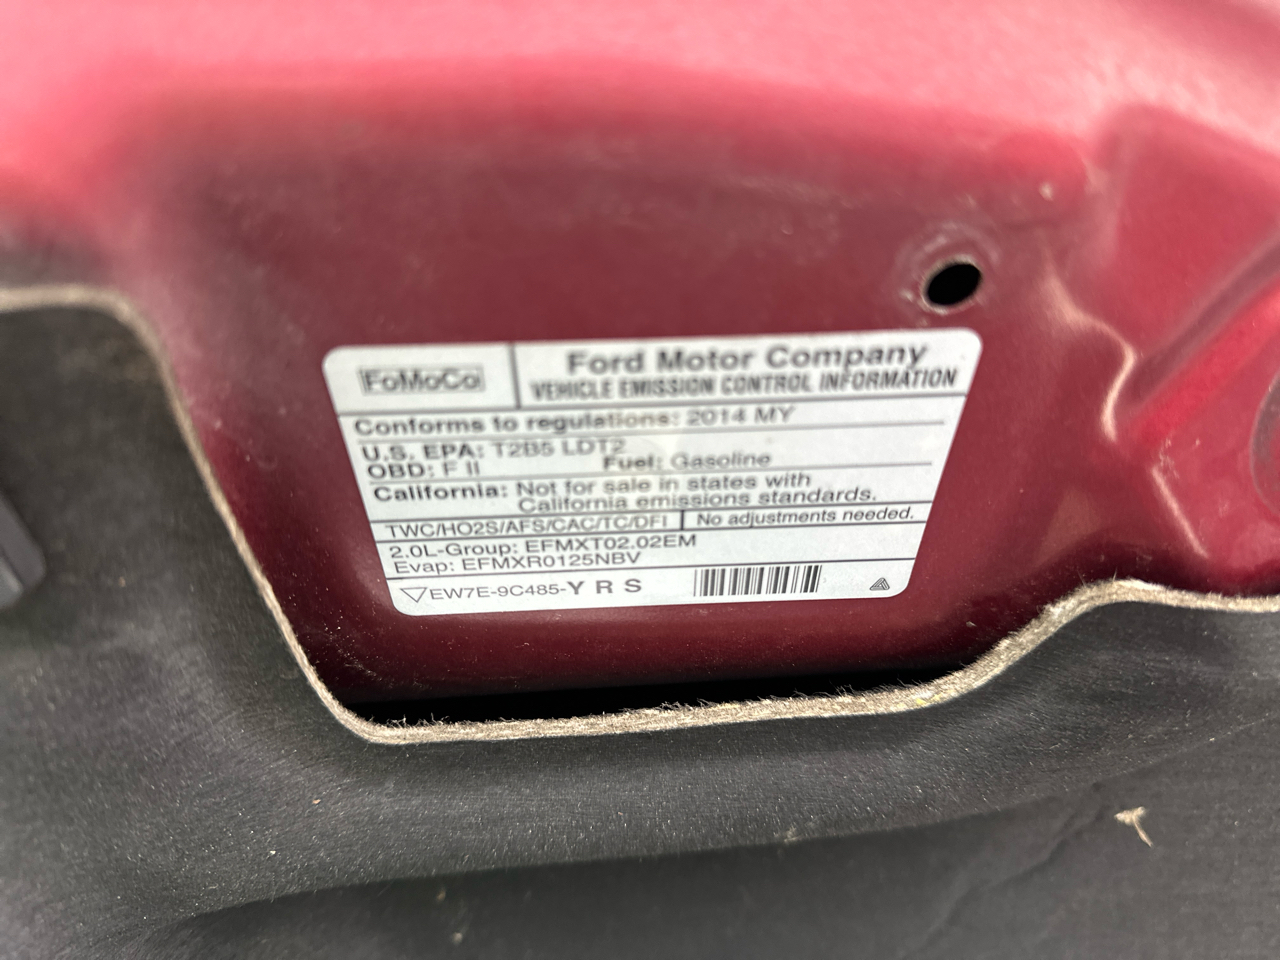 FoMoCo
Ford Motor Company
VEHICLE EMISSION CONTROL INFORMATION
Conforms to regulations: 2014 MY
U.S. EPA: T2B5 LDT2
OBD: F II Fuel: Gasoline
California: Not for sale in states with
California emissions standards.
TWC/HO2S/AFS/CAC/TC/DFI No adjustments needed.
2.0L-Group: EFMXT02.02EM
Evap: EFMXR0125NBV
EW7E-9C485-Y R S